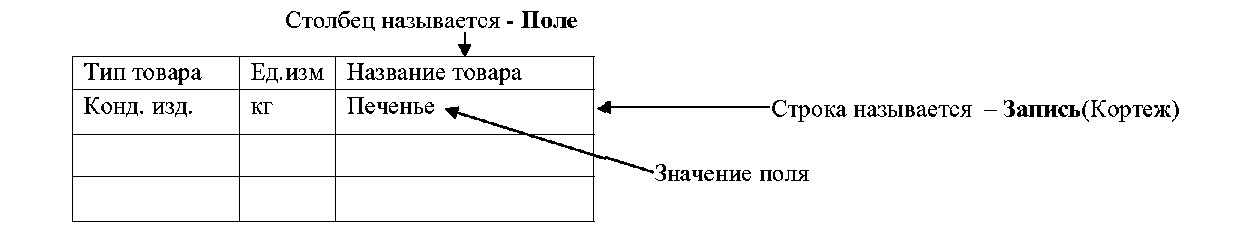 Столбец называется - Поле
Тип товара Ед.изм Название товара
Конд. изд. кг Печенье
Строка называется – Запись(Кортеж)
Значение поля